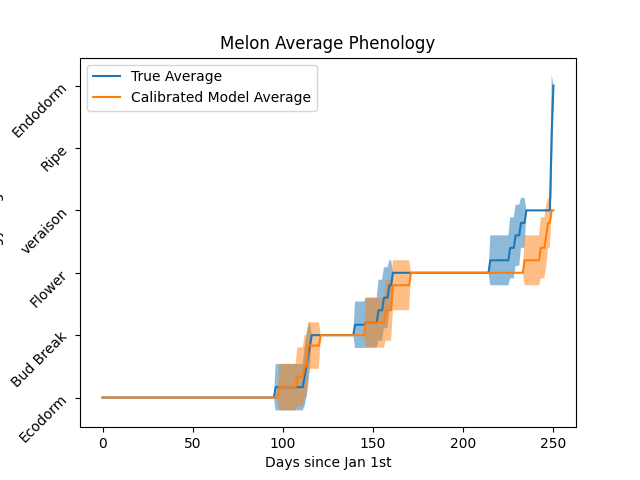 Melon Average Phenology
True Average
Calibrated Model Average
Endodorm
Ripe
veraison
Flower
Bud Break
Ecodorm
0 50 100 150 200 250
Days since Jan 1st